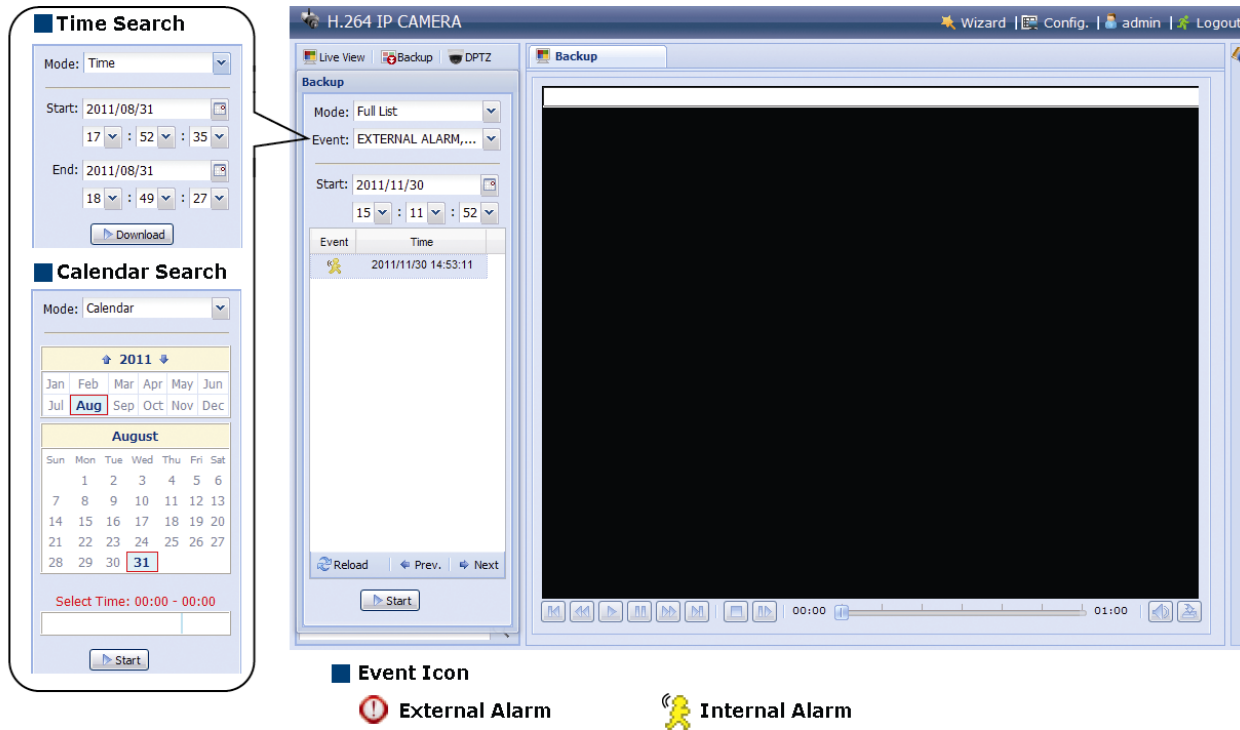 Time Search
Mode: Time
Start: 2011/08/31
17 : 52 : 35
End: 2011/08/31
18 : 49 : 27
Download
Calendar Search
Mode: Calendar
2011
Jan Feb Mar Apr May Jun
Jul Aug Sep Oct Nov Dec
August
Sun Mon Tue Wed Thu Fri Sat
1 2 3 4 5 6
7 8 9 10 11 12 13
14 15 16 17 18 19 20
21 22 23 24 25 26 27
28 29 30 31
Select Time: 00:00 - 00:00
Start
H.264 IP CAMERA
Wizard | Config. | admin | Logout
Live View Backup DPTZ
Backup
Mode: Full List
Event: EXTERNAL ALARM,...
Start: 2011/11/30
15 : 11 : 52
Event Time
2011/11/30 14:53:11
Reload Prev. Next
Start
Backup
00:00 01:00
Event Icon
External Alarm Internal Alarm